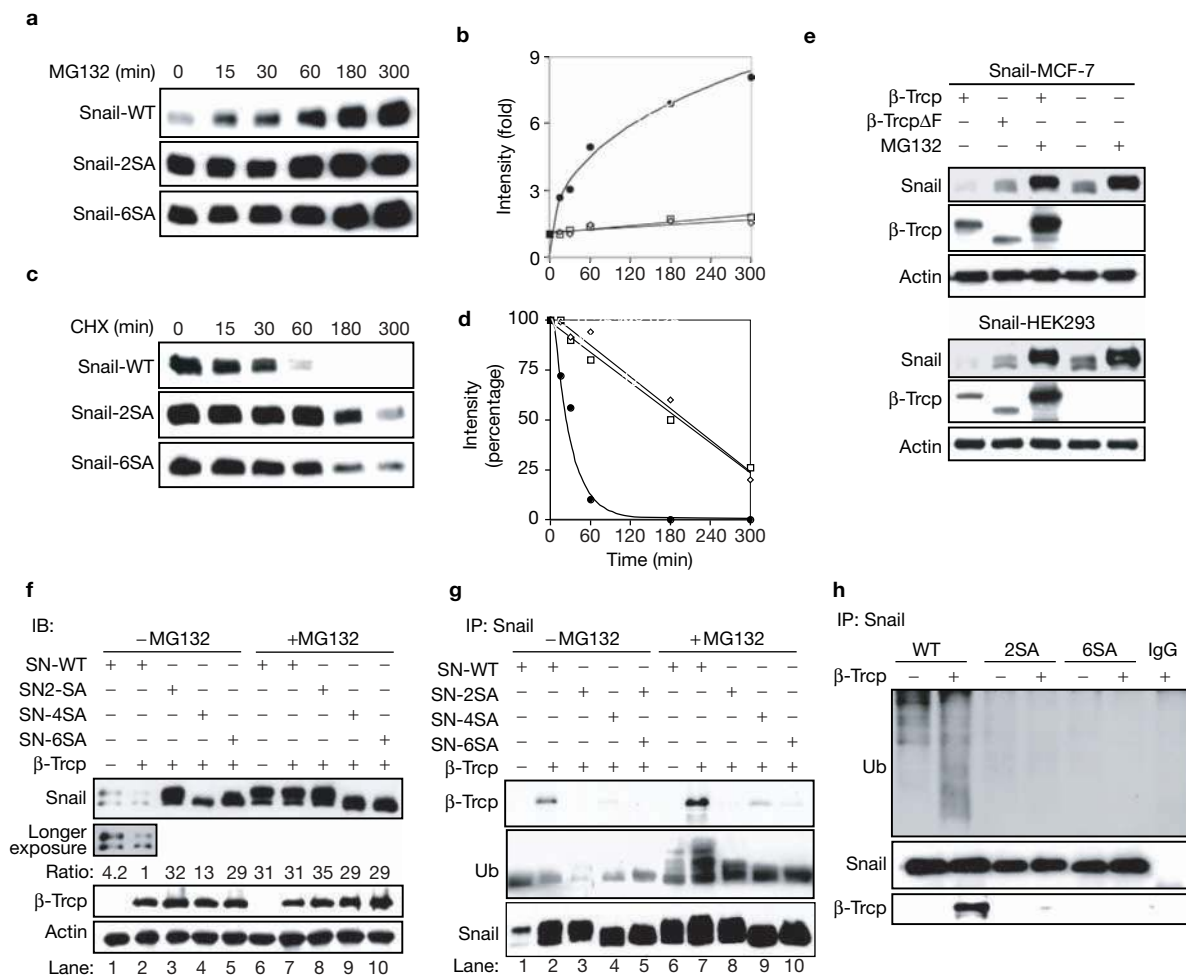 a
MG132 (min) 0 15 30 60 180 300
Snail-WT
Snail-2SA
Snail-6SA
b
9
6
3
0
Intensity (fold)
0 60 120 180 240 300
c
CHX (min) 0 15 30 60 180 300
Snail-WT
Snail-2SA
Snail-6SA
d
100
75
50
25
0
Intensity
(percentage)
0 60 120 180 240 300
Time (min)
e
Snail-MCF-7
β-Trcp + − + − −
β-TrcpΔF − + − − −
MG132 − − + − +
Snail
β-Trcp
Actin
Snail-HEK293
Snail
β-Trcp
Actin
f
IB:
−MG132 +MG132
SN-WT + + − − − + + − − −
SN2-SA − − + − − − − + − −
SN-4SA − − − + − − − − + −
SN-6SA − − − − + − − − − +
β-Trcp − + + + + − + + + +
Snail
Longer
exposure
Ratio: 4.2 1 32 13 29 31 31 35 29 29
β-Trcp
Actin
Lane: 1 2 3 4 5 6 7 8 9 10
g
IP: Snail
−MG132 +MG132
SN-WT + + − − − + + − − −
SN-2SA − − + − + − − + − −
SN-4SA − − − + − − − − + −
SN-6SA − − − − + − − − − +
β-Trcp − + + + + − + + + +
β-Trcp
Ub
Snail
Lane: 1 2 3 4 5 6 7 8 9 10
h
IP: Snail
WT 2SA 6SA IgG
β-Trcp − + − + − + +
Ub
Snail
β-Trcp